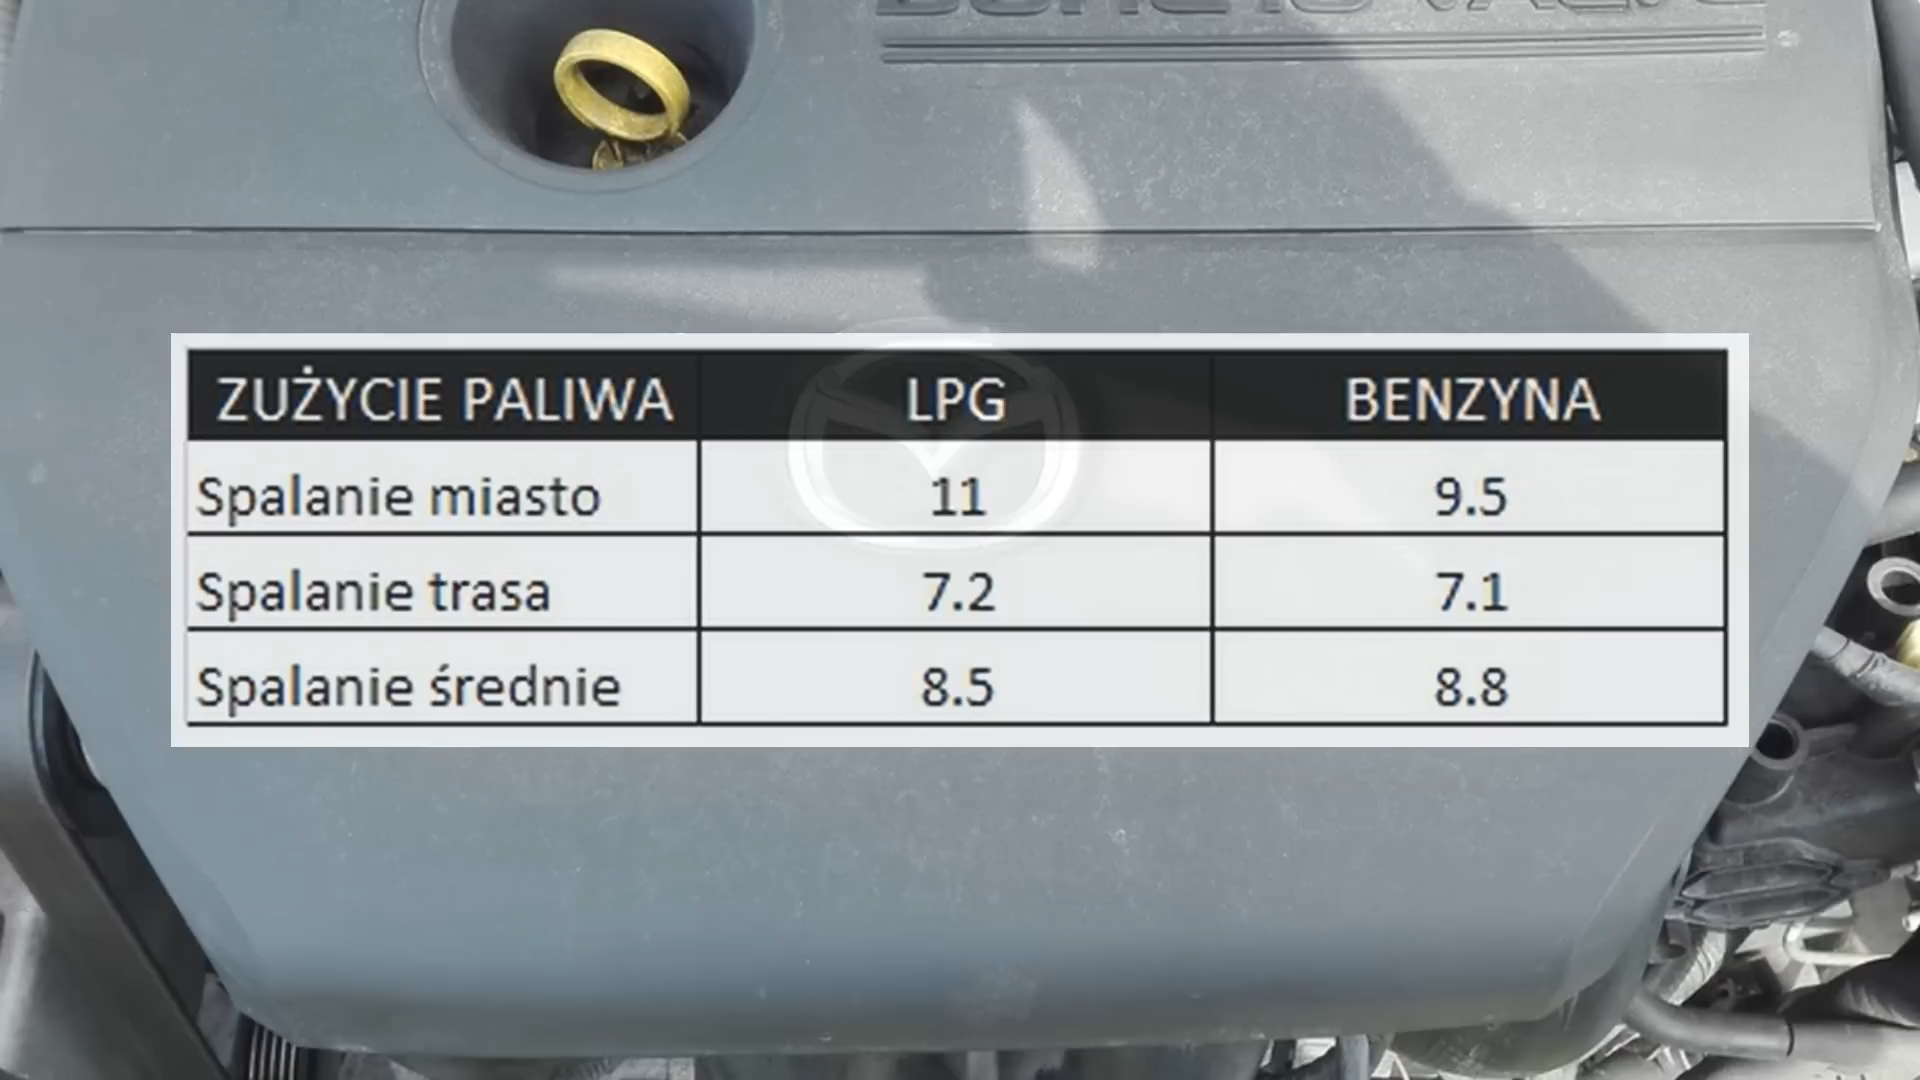 ZUŻYCIE PALIWA LPG BENZYNA
Spalanie miasto 11 9.5
Spalanie trasa 7.2 7.1
Spalanie średnie 8.5 8.8